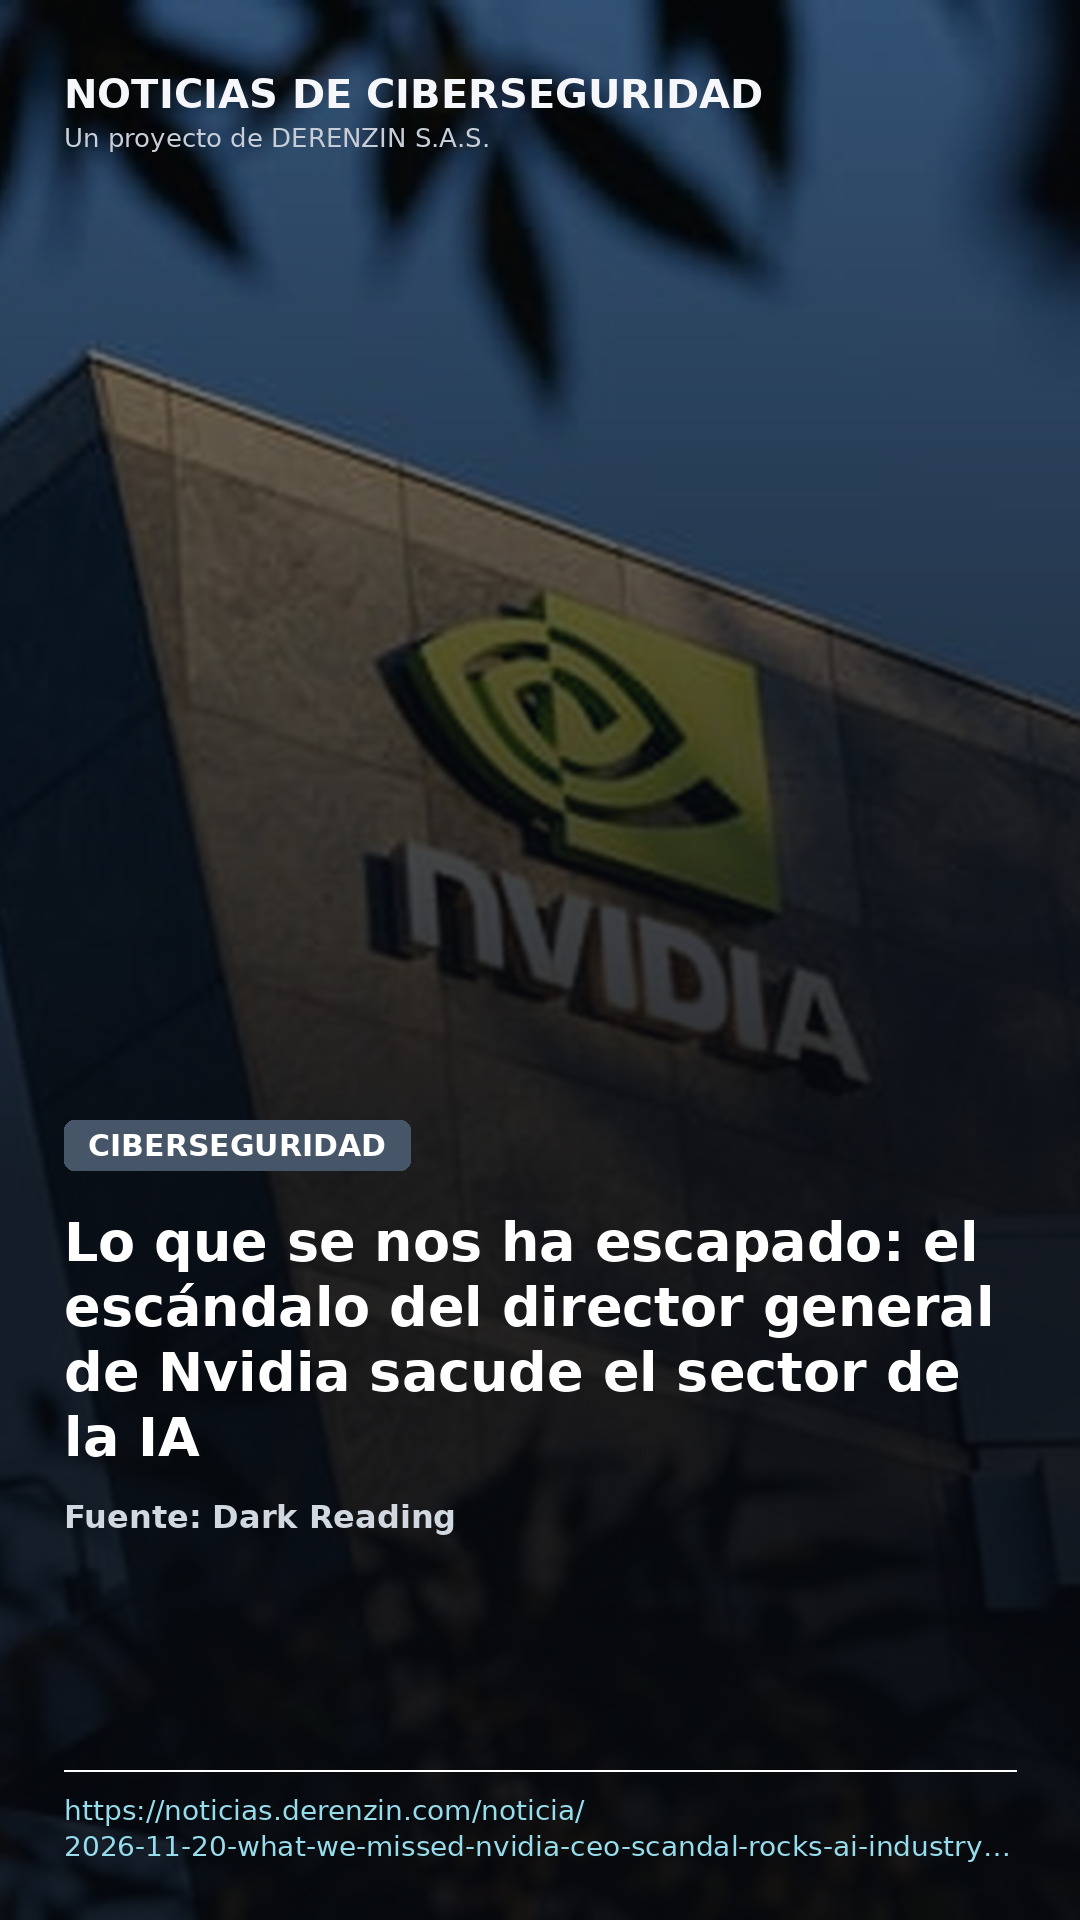 NOTICIAS DE CIBERSEGURIDAD
Un proyecto de DERENZIN S.A.S.
NVIDIA
CIBERSEGURIDAD
Lo que se nos ha escapado: el
escándalo del director general
de Nvidia sacude el sector de
la IA
Fuente: Dark Reading
https://noticias.derenzin.com/noticia/
2026-11-20-what-we-missed-nvidia-ceo-scandal-rocks-ai-industry…